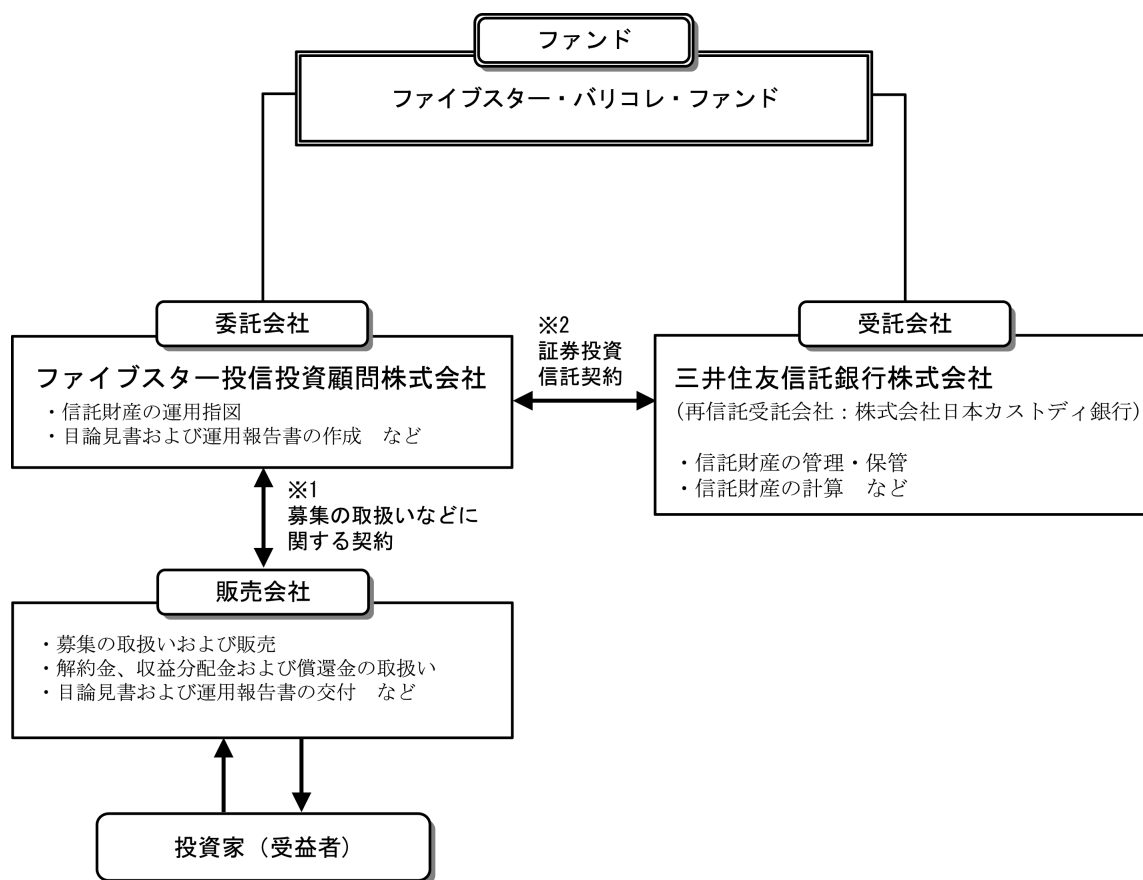 ファンド
ファイブスター・バリコレ・ファンド
委託会社
ファイブスター投信投資顧問株式会社
・信託財産の運用指図
・目論見書および運用報告書の作成　など
※2
証券投資
信託契約
受託会社
三井住友信託銀行株式会社
(再信託受託会社：株式会社日本カストディ銀行)
・信託財産の管理・保管
・信託財産の計算　など
※1
募集の取扱いなどに
関する契約
販売会社
・募集の取扱いおよび販売
・解約金、収益分配金および償還金の取扱い
・目論見書および運用報告書の交付　など
投資家（受益者）